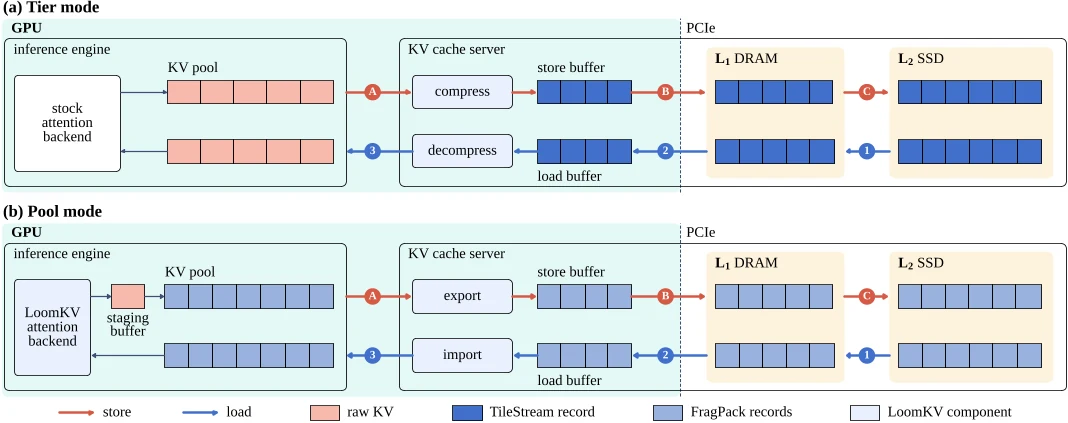 (a) Tier mode
GPU
PCIe
inference engine
KV cache server
KV pool
store buffer
L1 DRAM
L2 SSD
stock
attention
backend
A
compress
B
C
3
decompress
2
1
load buffer
(b) Pool mode
GPU
PCIe
inference engine
KV cache server
KV pool
store buffer
L1 DRAM
L2 SSD
LoomKV
attention
backend
staging
buffer
A
export
B
C
3
import
2
1
load buffer
store
load
raw KV
TileStream record
FragPack records
LoomKV component